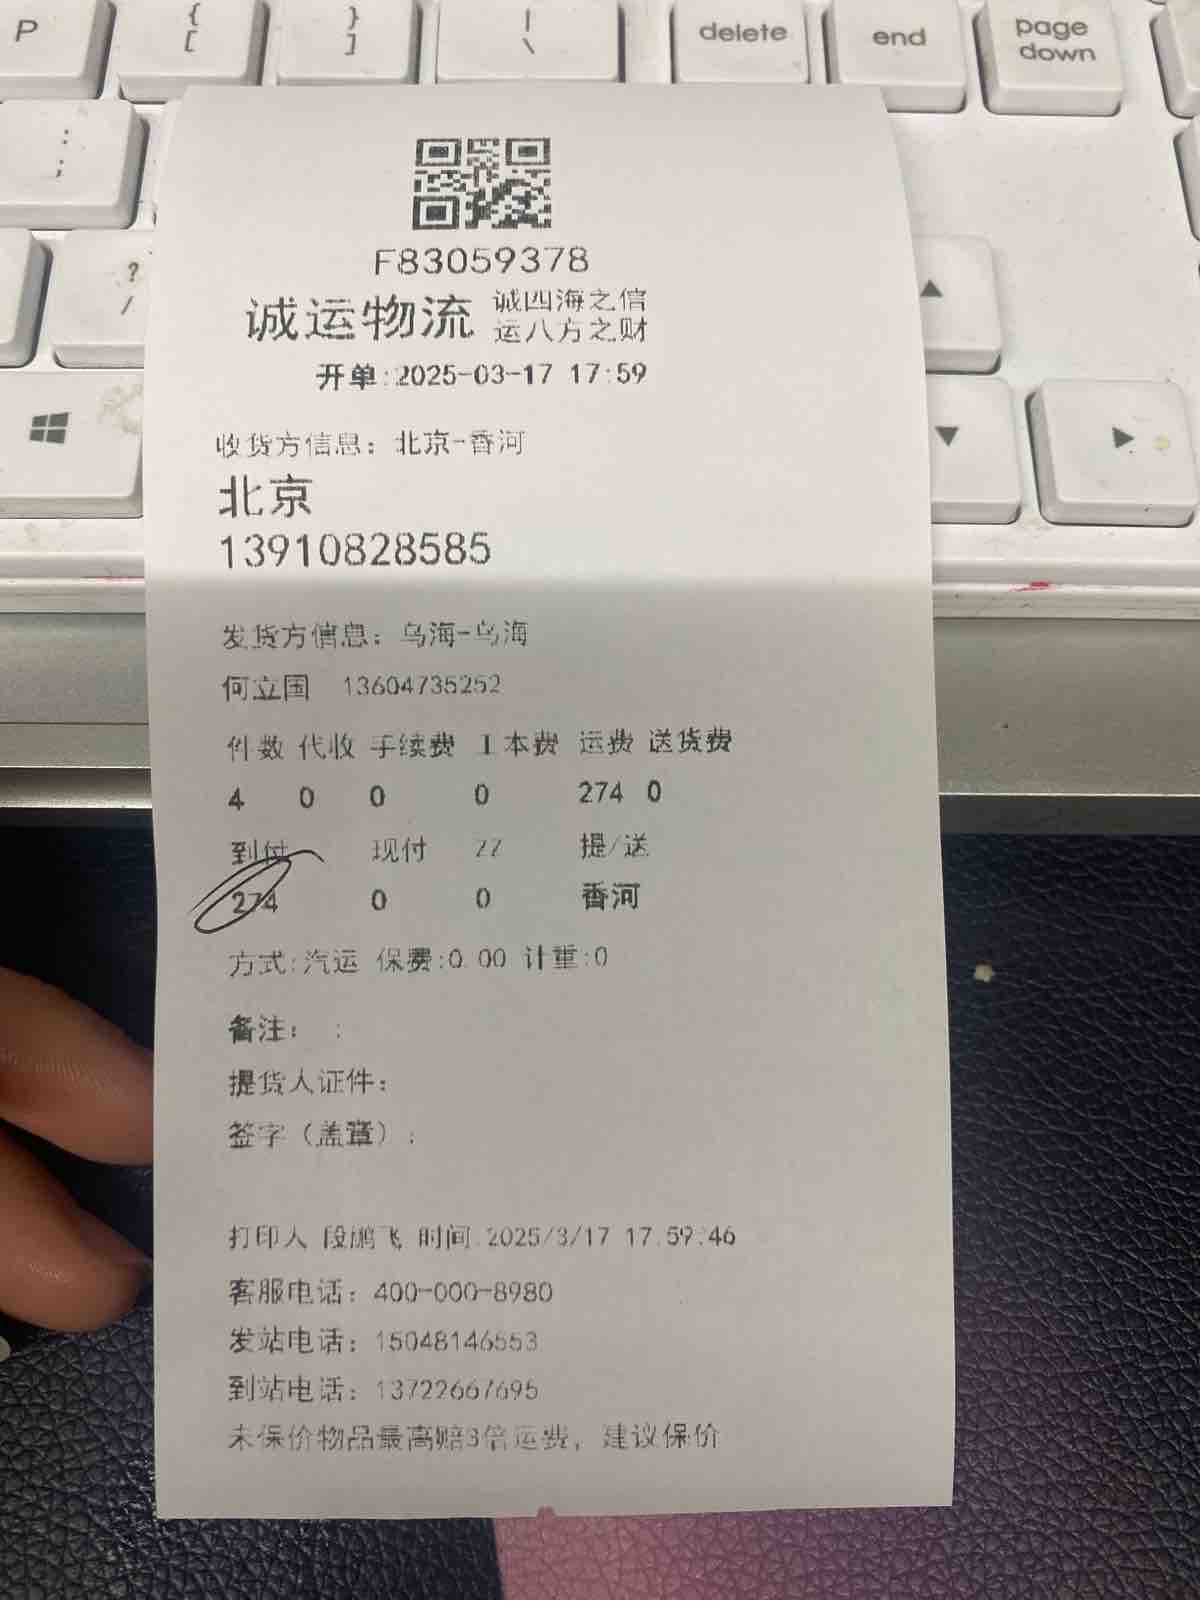 P
{
[
}
]
|
\
delete
end
page
down
:
;
?
/
F83059378
诚运物流 诚四海之信
运八方之财
开单:2025-03-17 17:59
收货方信息：北京-香河
北京
13910828585
发货方信息：乌海-乌海
何立国 13604735252
件数 代收 手续费 工本费 运费 送货费
4 0 0 0 274 0
到付 现付 ZZ 提/送
274 0 0 香河
方式:汽运 保费:0.00 计重:0
备注： :
提货人证件：
签字（盖章）:
打印人 段鹏飞 时间:2025/3/17 17:59:46
客服电话：400-000-8980
发站电话：15048146553
到站电话：13722667695
未保价物品最高赔3倍运费，建议保价